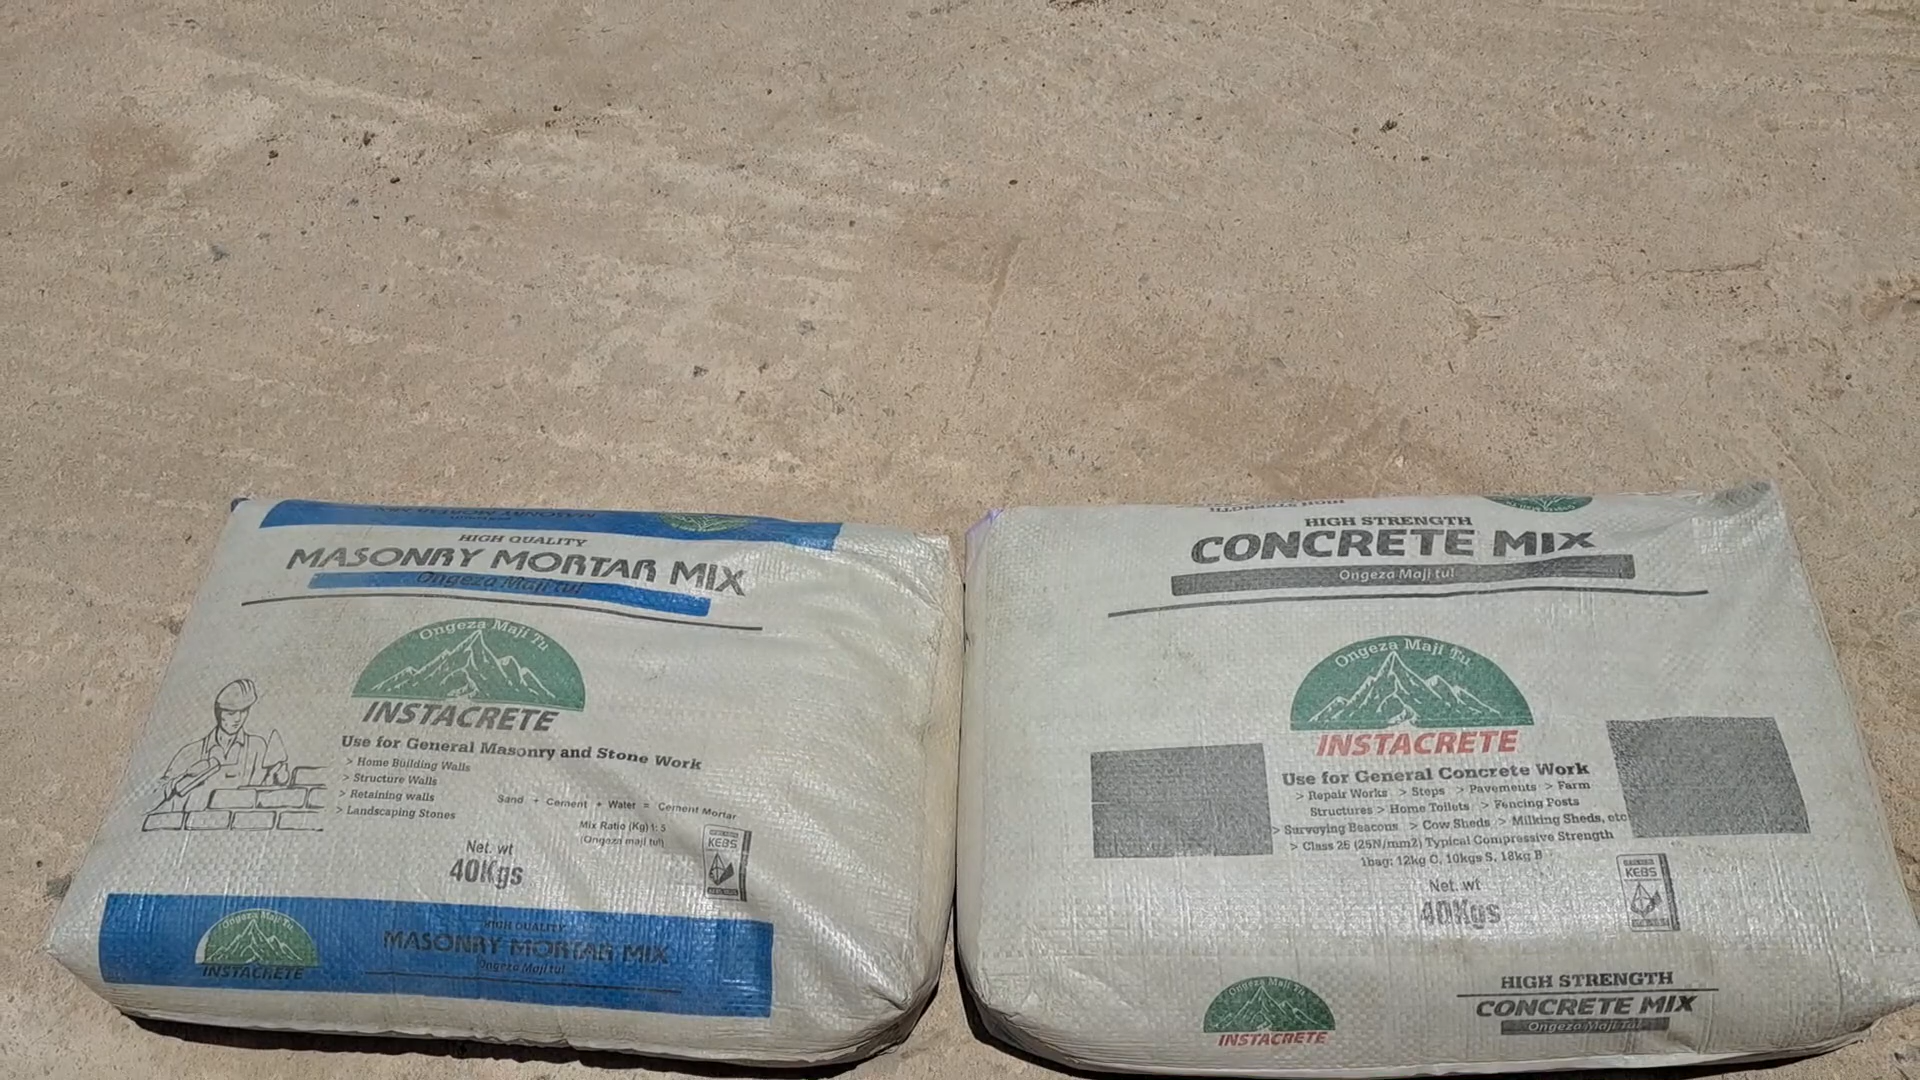 MASONRY MORTAR MIX
HIGH QUALITY
MASONRY MORTAR MIX
Ongeza Maji tu!
Ongeza Maji Tu
INSTACRETE
Use for General Masonry and Stone Work
> Home Building Walls
> Structure Walls
> Retaining walls
> Landscaping Stones
Sand + Cement + Water = Cement Mortar
Mix Ratio (Kg) 1: 5
(Ongeza maji tu!)
Net. wt
40Kgs
KEBS
Ongeza Maji Tu
INSTACRETE
HIGH QUALITY
MASONRY MORTAR MIX
Ongeza Maji tu!
HIGH STRENGTH
HIGH STRENGTH
CONCRETE MIX
Ongeza Maji tu!
Ongeza Maji Tu
INSTACRETE
Use for General Concrete Work
> Repair Works > Steps > Pavements > Farm
Structures > Home Toilets > Fencing Posts
> Surveying Beacons > Cow Sheds > Milking Sheds, etc
> Class 25 (25N/mm2) Typical Compressive Strength
1bag: 12kg C, 10kgs S, 18kg B
Net. wt
40Kgs
KEBS
Ongeza Maji Tu
INSTACRETE
HIGH STRENGTH
CONCRETE MIX
Ongeza Maji Tu!